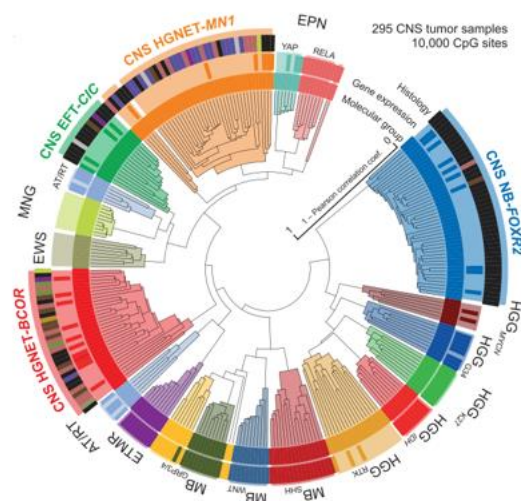 295 CNS tumor samples
10,000 CpG sites
EPN
YAP
RELA
CNS HGNET-MN1
CNS EFT-CIC
AT/RT
MNG
EWS
CNS HGNET-BCOR
AT/RT
ETMR
MB
GRP3/4
MB
WNT
MB
SHH
HGG
RTK
HGG
IDH
HGG
K27
HGG
G34
HGG
MYCN
CNS NB-FOXR2
Histology
Gene expression
Molecular group
0
1 – Pearson correlation coef.
1